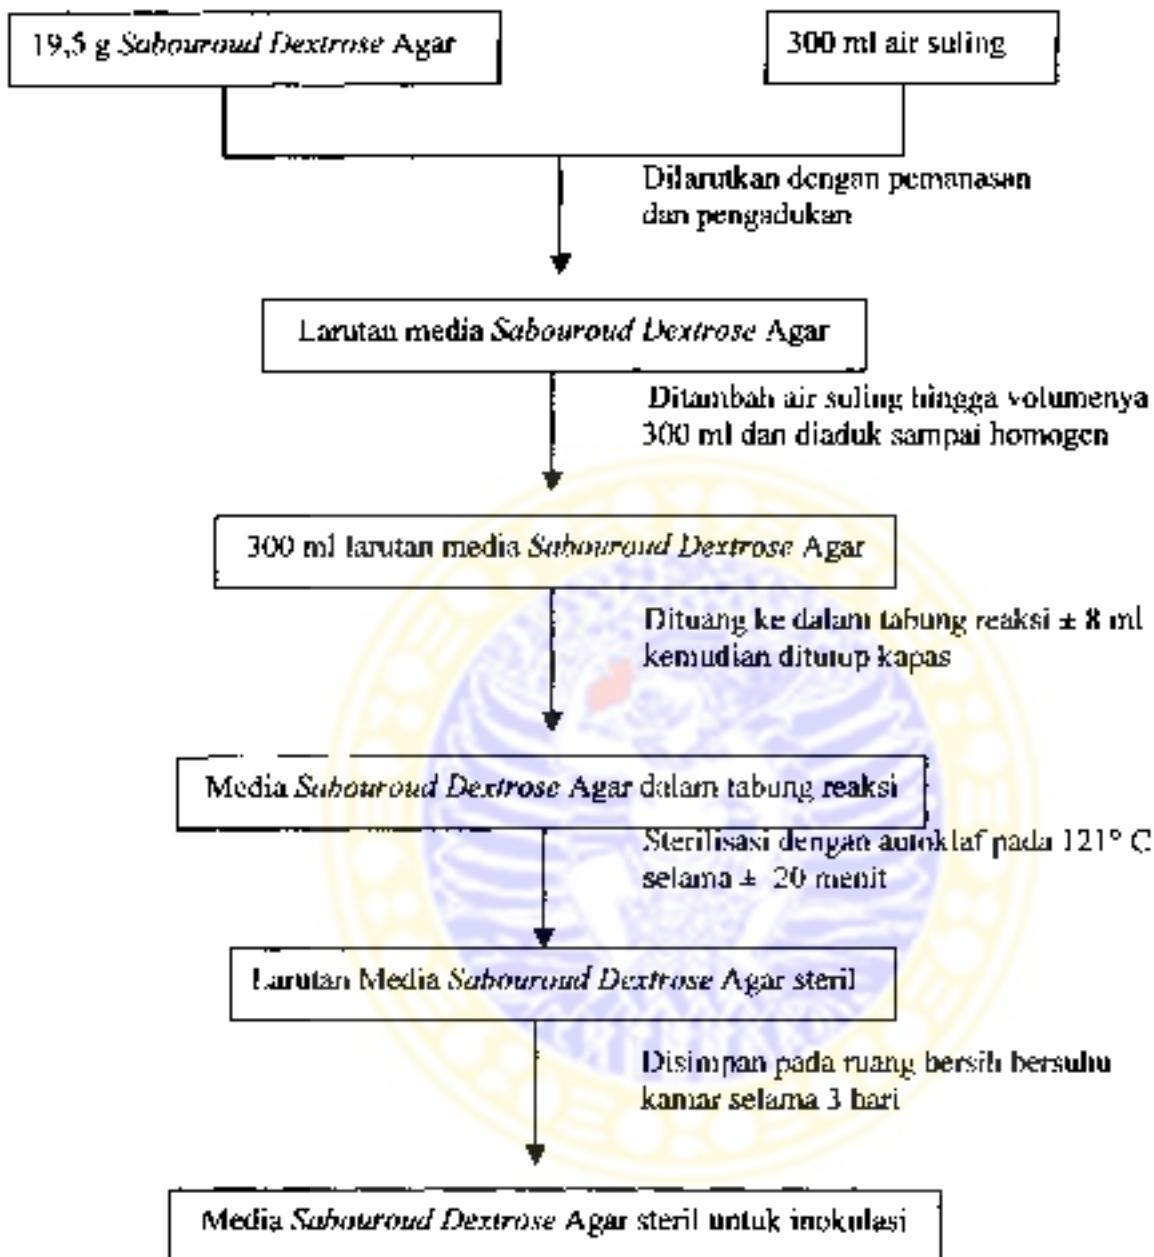 19,5 g Sabouroud Dextrose Agar
300 ml air suling
Dilarutkan dengan pemanasan
dan pengadukan
Larutan media Sabouroud Dextrose Agar
Ditambah air suling hingga volumenya
300 ml dan diaduk sampai homogen
300 ml larutan media Sabouroud Dextrose Agar
Dituang ke dalam tabung reaksi ± 8 ml
kemudian ditutup kapas
Media Sabouroud Dextrose Agar dalam tabung reaksi
Sterilisasi dengan autoklaf pada 121° C
selama ± 20 menit
Larutan Media Sabouroud Dextrose Agar steril
Disimpan pada ruang bersih bersuhu
kamar selama 3 hari
Media Sabouroud Dextrose Agar steril untuk inokulasi